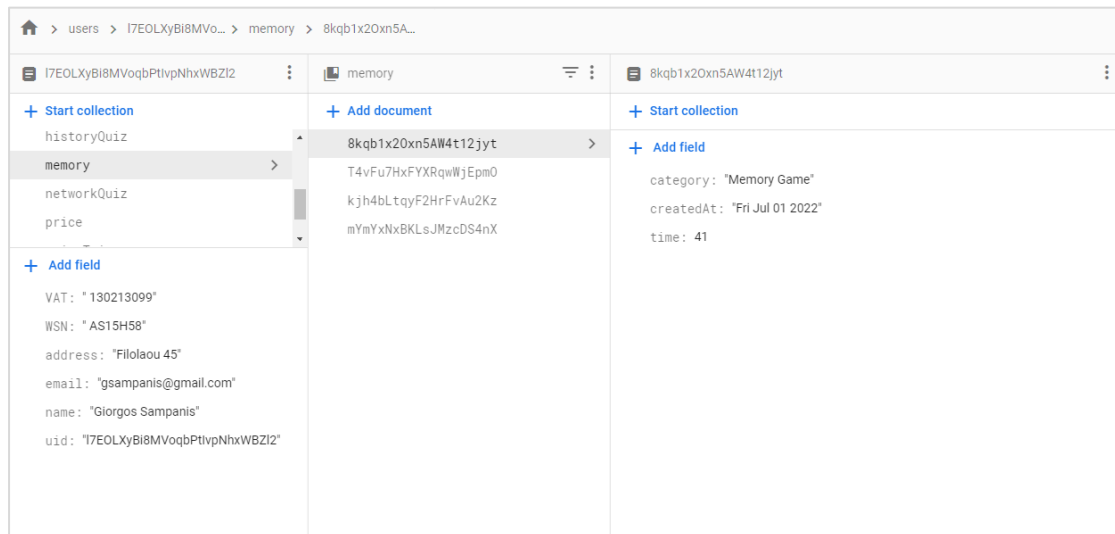 users > l7EOLXyBi8MVo... > memory > 8kqb1x2Oxn5A...
l7EOLXyBi8MVoqbPtIvpNhxWBZl2
+ Start collection
historyQuiz
memory
networkQuiz
price
+ Add field
VAT: " 130213099"
WSN: " AS15H58"
address: "Filolaou 45"
email: "gsampanis@gmail.com"
name: "Giorgos Sampanis"
uid: "l7EOLXyBi8MVoqbPtIvpNhxWBZl2"
memory
+ Add document
8kqb1x2Oxn5AW4t12jyt
T4vFu7HxFYXRqwWjEpmO
kjh4bLtqyF2HrFvAu2Kz
mYmYxNxBKLsJMzcDS4nX
8kqb1x2Oxn5AW4t12jyt
+ Start collection
+ Add field
category: "Memory Game"
createdAt: "Fri Jul 01 2022"
time: 41